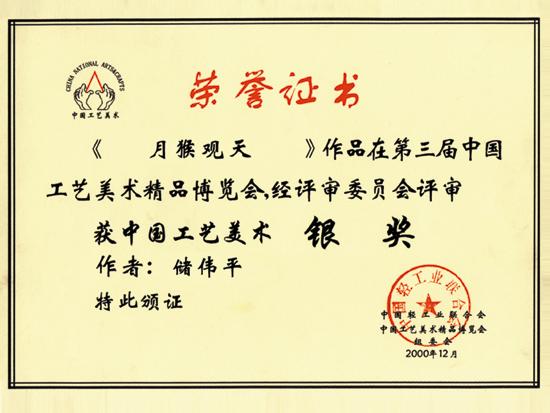 CHINA NATIONAL ARTS&CRAFTS
中国工艺美术
荣誉证书
《 月猴观天 》作品在第三届中国
工艺美术精品博览会,经评审委员会评审
获中国工艺美术 银奖
作者: 储伟平
特此颁证
中国轻工业联合会
中国轻工业联合会
中国工艺美术精品博览会
组委会
2000年12月